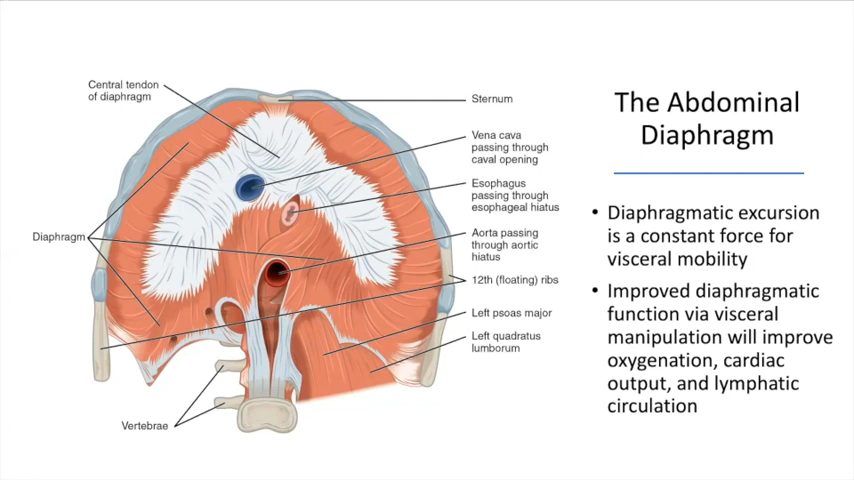 Central tendon
of diaphragm
Diaphragm
Vertebrae
Sternum
Vena cava
passing through
caval opening
Esophagus
passing through
esophageal hiatus
Aorta passing
through aortic
hiatus
12th (floating) ribs
Left psoas major
Left quadratus
lumborum
The Abdominal
Diaphragm
• Diaphragmatic excursion
is a constant force for
visceral mobility
• Improved diaphragmatic
function via visceral
manipulation will improve
oxygenation, cardiac
output, and lymphatic
circulation